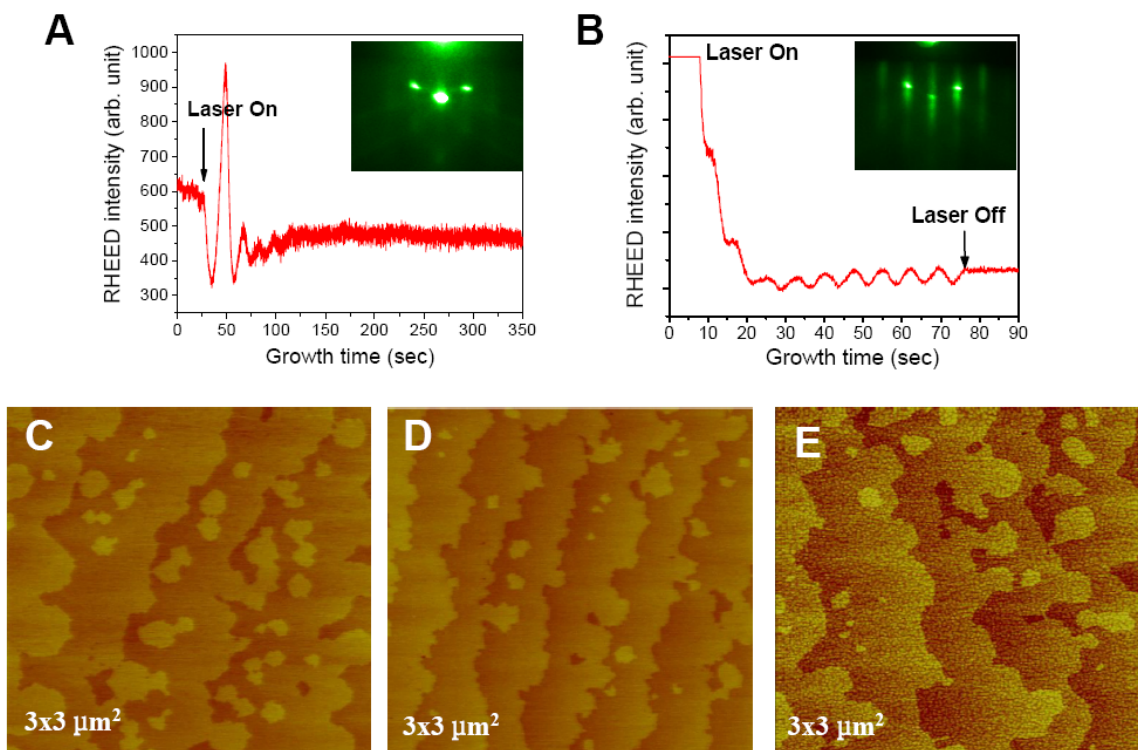 A
1000
900
800
700
600
500
400
300
RHEED intensity (arb. unit)
Laser On
0 50 100 150 200 250 300 350
Growth time (sec)
B
RHEED intensity (arb. unit)
Laser On
Laser Off
0 10 20 30 40 50 60 70 80 90
Growth time (sec)
C
3x3 μm²
D
3x3 μm²
E
3x3 μm²